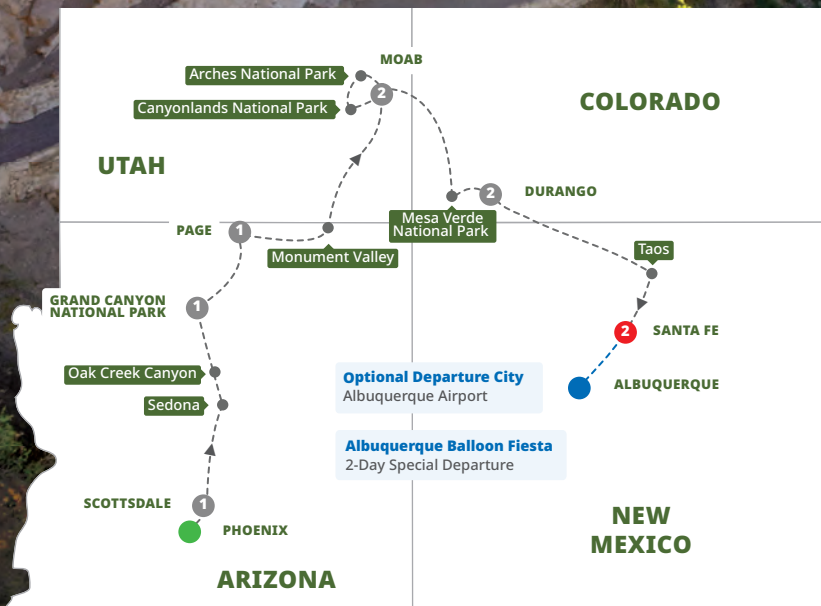 MOAB
Arches National Park
2
Canyonlands National Park
COLORADO
UTAH
2
DURANGO
Mesa Verde
National Park
PAGE
1
Monument Valley
Taos
GRAND CANYON
NATIONAL PARK
1
2
SANTA FE
Oak Creek Canyon
Optional Departure City
Albuquerque Airport
ALBUQUERQUE
Sedona
Albuquerque Balloon Fiesta
2-Day Special Departure
SCOTTSDALE
1
PHOENIX
NEW
MEXICO
ARIZONA